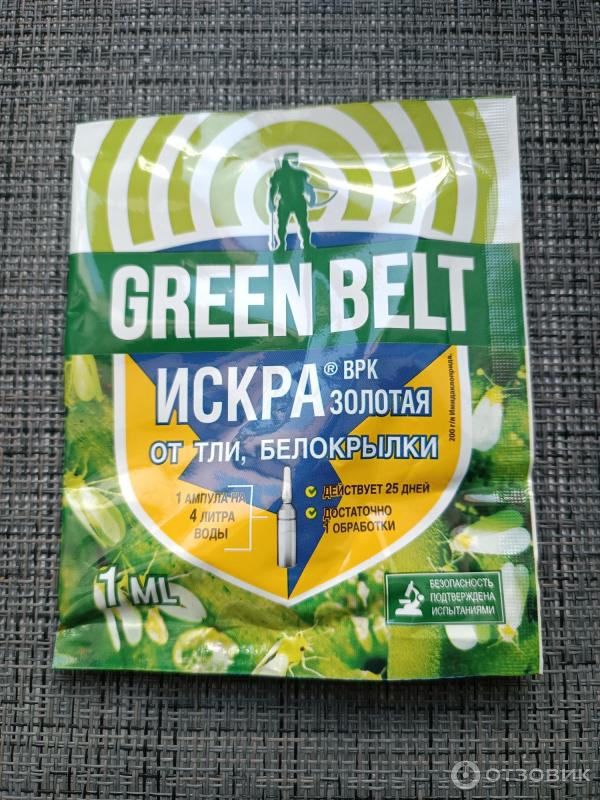 GREEN BELT
ИСКРА® ВРК
ЗОЛОТАЯ
200 г/л Имидаклоприда.
ОТ ТЛИ, БЕЛОКРЫЛКИ
1 АМПУЛА НА
4 ЛИТРА
ВОДЫ
ДЕЙСТВУЕТ 25 ДНЕЙ
ДОСТАТОЧНО
1 ОБРАБОТКИ
1 ML
БЕЗОПАСНОСТЬ
ПОДТВЕРЖДЕНА
ИСПЫТАНИЯМИ
ОТЗОВИК